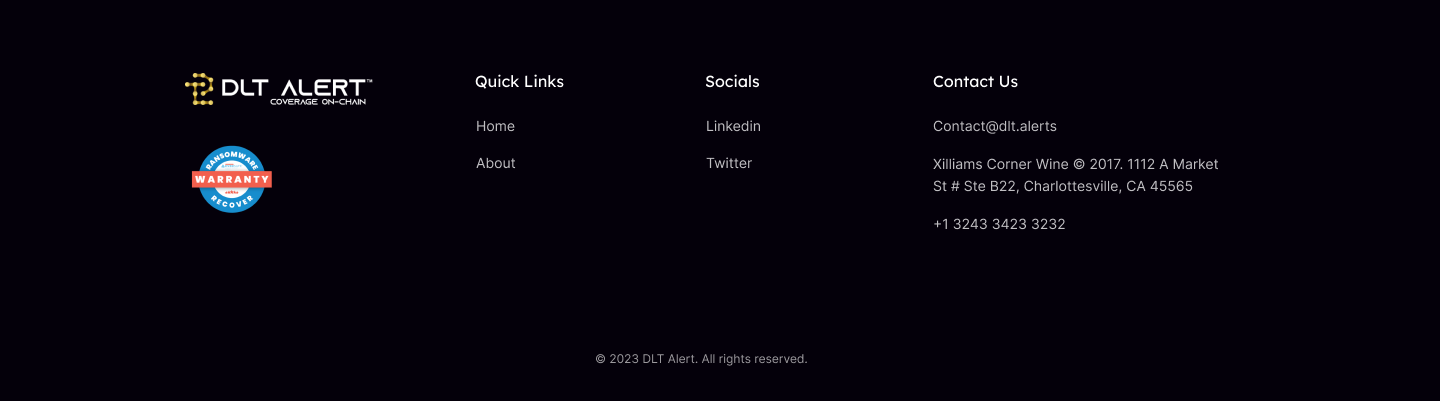 DLT ALERT™
COVERAGE ON-CHAIN
RANSOMWARE
WARRANTY
RECOVER
Quick Links
Home
About
Socials
Linkedin
Twitter
Contact Us
Contact@dlt.alerts
Xilliams Corner Wine © 2017. 1112 A Market
St # Ste B22, Charlottesville, CA 45565
+1 3243 3423 3232
© 2023 DLT Alert. All rights reserved.